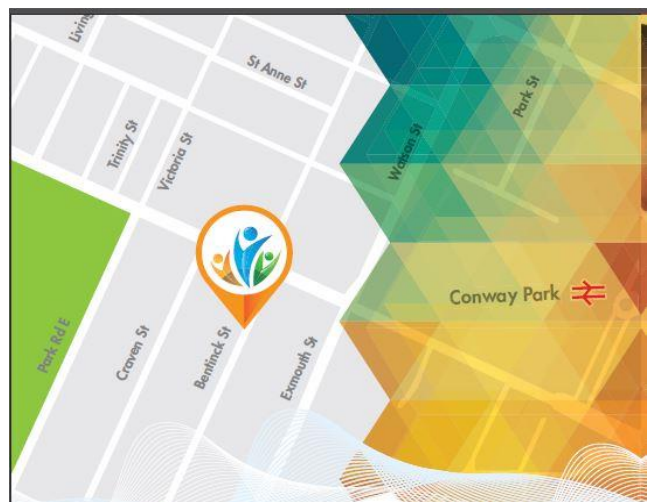 Living
St Anne St
Park St
Trinity St
Victoria St
Watson St
Conway Park
Park Rd E
Craven St
Bentinck St
Exmouth St